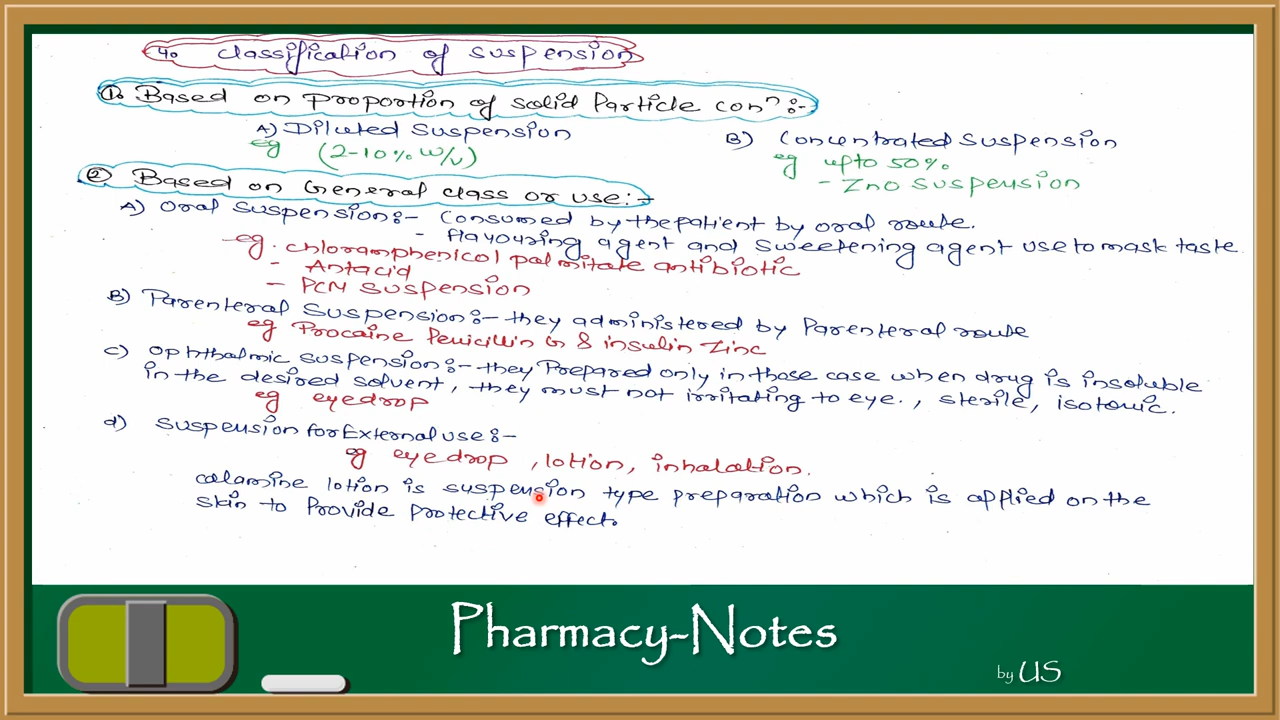 4. Classification of suspension
①. Based on proportion of solid Particle conⁿ :-
A) Diluted Suspension
eg (2-10% w/v)
B) Concentrated Suspension
eg upto 50%
- Zno Suspension
② Based on General class or use :-
A) Oral Suspension :- Consumed by the patient by oral route.
- Flavouring agent and Sweetening agent use to mask taste.
eg. chloramphenicol palmitate antibiotic
- Antacid
- PCM Suspension
B) Parenteral Suspension :- they administered by Parenteral route
eg Procaine Penicillin G & insulin Zinc
c) Ophthalmic suspension :- they Prepared only in those case when drug is insoluble
in the desired solvent, they must not irritating to eye., sterile, isotonic.
eg eyedrop
d) Suspension for External use :-
eg eyedrop, lotion, inhalation.
calamine lotion is suspension type preparation which is applied on the
skin to Provide protective effect.
Pharmacy-Notes
by US